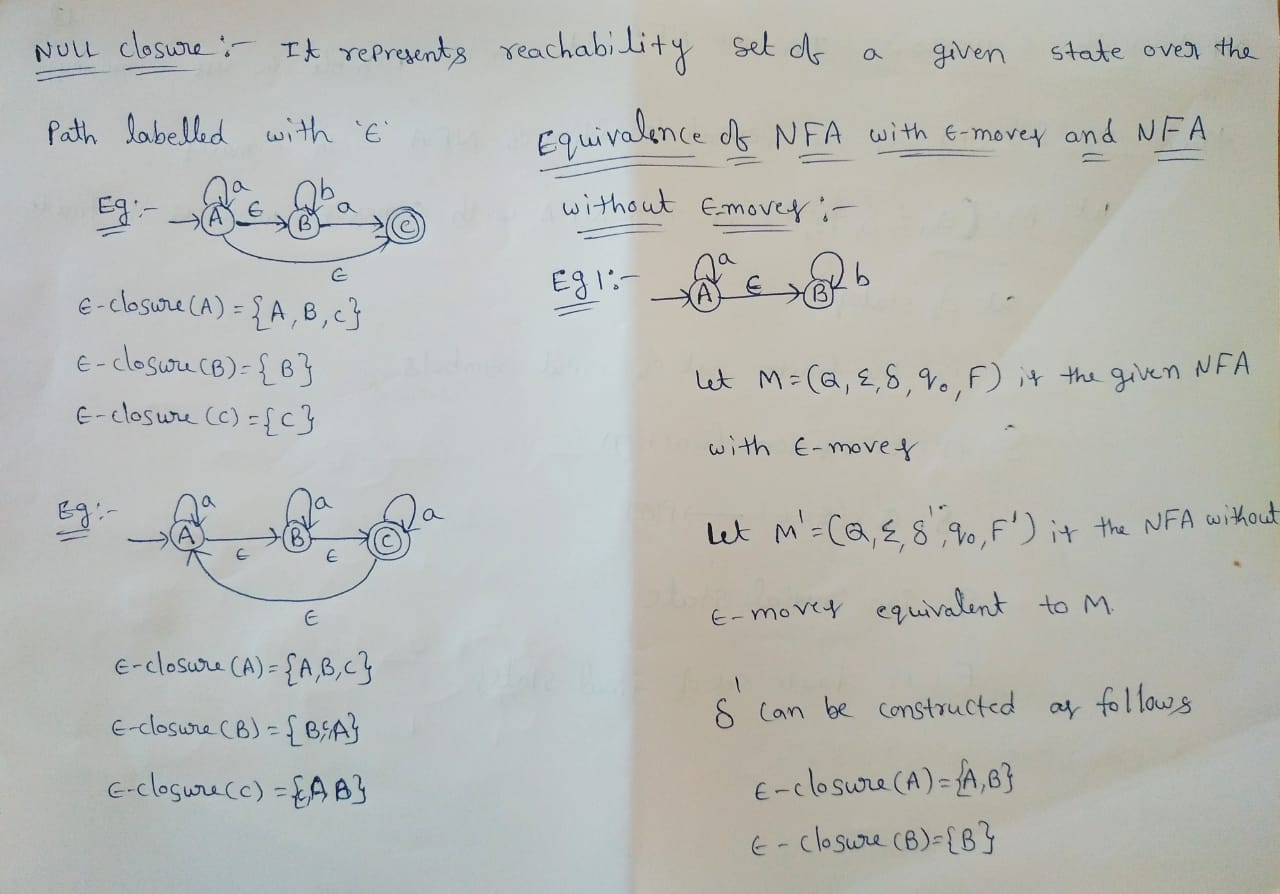 NULL closure :- It represents reachability set of a given state over the
Path labelled with 'ϵ'
Eg:-
a
b
A
ϵ
B
a
C
ϵ
ϵ-closure(A) = {A, B, c}
ϵ-closure(B) = {B}
ϵ-closure (C) = {C}
Eg:-
a
a
a
A
B
C
ϵ
ϵ
ϵ
ϵ-closure (A) = {A,B,C}
ϵ-closure (B) = {B,C,A}
ϵ-closure(c) = {C,A B}
Equivalence of NFA with ϵ-moves and NFA
without ϵ-moves :-
Eg 1:-
a
b
A
ϵ
B
Let M = (Q, Σ, δ, q₀, F) is the given NFA
with ϵ-moves
Let M' = (Q, Σ, δ', q₀, F') is the NFA without
ϵ-moves equivalent to M.
δ' can be constructed as follows
ϵ-closure (A) = {A,B}
ϵ-closure (B) = {B}